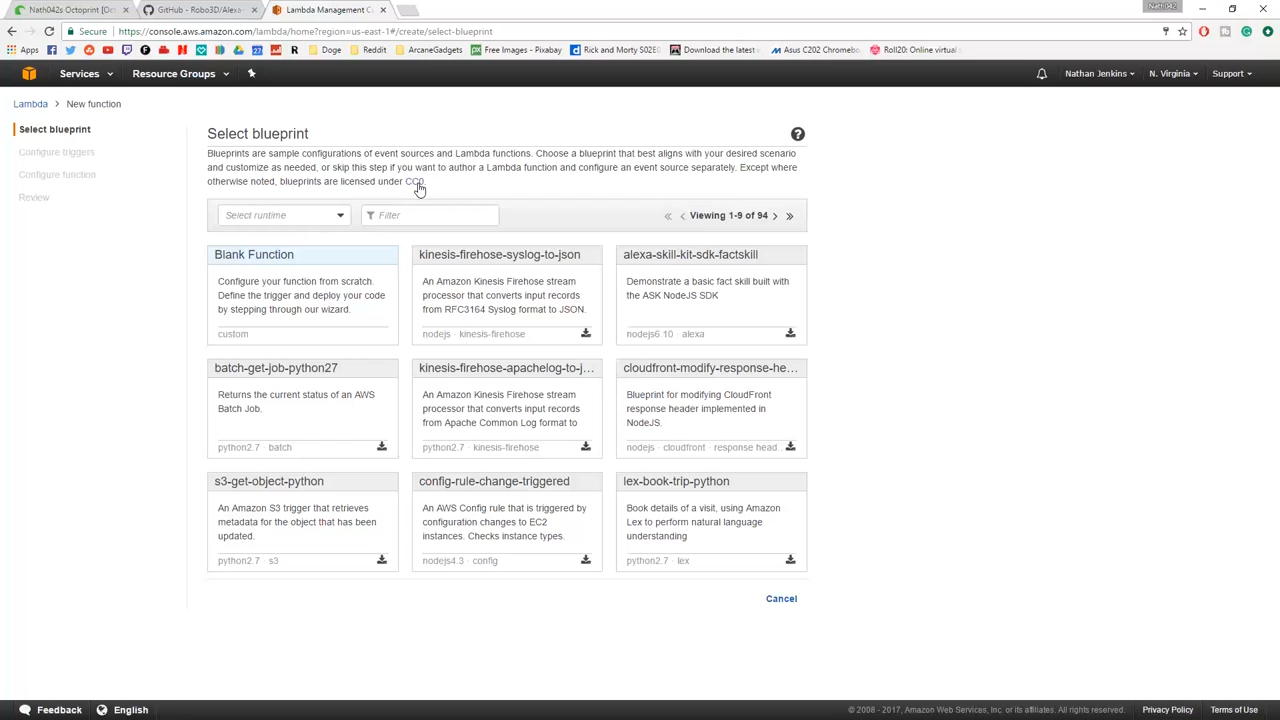 Nath042s Octoprint [Oct
GitHub - Robo3D/Alexa-
Lambda Management C
Nath042
Secure
https://console.aws.amazon.com/lambda/home?region=us-east-1#/create/select-blueprint
Apps
Doge
Reddit
ArcaneGadgets
Free Images - Pixabay
Rick and Morty S02E0
Download the latest v
Asus C202 Chromebo
Roll20: Online virtual
Services
Resource Groups
Nathan Jenkins
N. Virginia
Support
Lambda > New function
Select blueprint
Configure triggers
Configure function
Review
Select blueprint
Blueprints are sample configurations of event sources and Lambda functions. Choose a blueprint that best aligns with your desired scenario
and customize as needed, or skip this step if you want to author a Lambda function and configure an event source separately. Except where
otherwise noted, blueprints are licensed under CC0.
Select runtime
Filter
« < Viewing 1-9 of 94 > »
Blank Function
Configure your function from scratch.
Define the trigger and deploy your code
by stepping through our wizard.
custom
kinesis-firehose-syslog-to-json
An Amazon Kinesis Firehose stream
processor that converts input records
from RFC3164 Syslog format to JSON.
nodejs · kinesis-firehose
alexa-skill-kit-sdk-factskill
Demonstrate a basic fact skill built with
the ASK NodeJS SDK
nodejs6.10 · alexa
batch-get-job-python27
Returns the current status of an AWS
Batch Job.
python2.7 · batch
kinesis-firehose-apachelog-to-j...
An Amazon Kinesis Firehose stream
processor that converts input records
from Apache Common Log format to
python2.7 · kinesis-firehose
cloudfront-modify-response-he...
Blueprint for modifying CloudFront
response header implemented in
NodeJS.
nodejs · cloudfront · response head..
s3-get-object-python
An Amazon S3 trigger that retrieves
metadata for the object that has been
updated.
python2.7 · s3
config-rule-change-triggered
An AWS Config rule that is triggered by
configuration changes to EC2
instances. Checks instance types.
nodejs4.3 · config
lex-book-trip-python
Book details of a visit, using Amazon
Lex to perform natural language
understanding
python2.7 · lex
Cancel
Feedback
English
© 2008 - 2017, Amazon Web Services, Inc. or its affiliates. All rights reserved.
Privacy Policy
Terms of Use